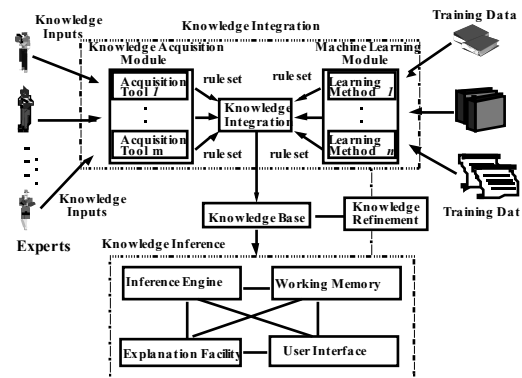 Knowledge Integration
Training Data
Knowledge
Inputs
Knowledge Acquisition
Module
Machine Learning
Module
Acquisition
Tool 1
rule set
rule set
Learning
Method 1
Knowledge
Integration
Acquisition
Tool m
rule set
rule set
Learning
Method n
Knowledge
Inputs
Experts
Knowledge Base
Knowledge
Refinement
Training Dat
Knowledge Inference
Inference Engine
Working Memory
Explanation Facility
User Interface